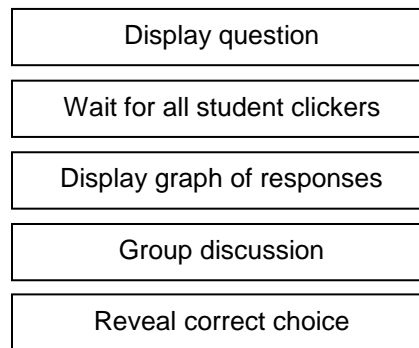 Display question
Wait for all student clickers
Display graph of responses
Group discussion
Reveal correct choice